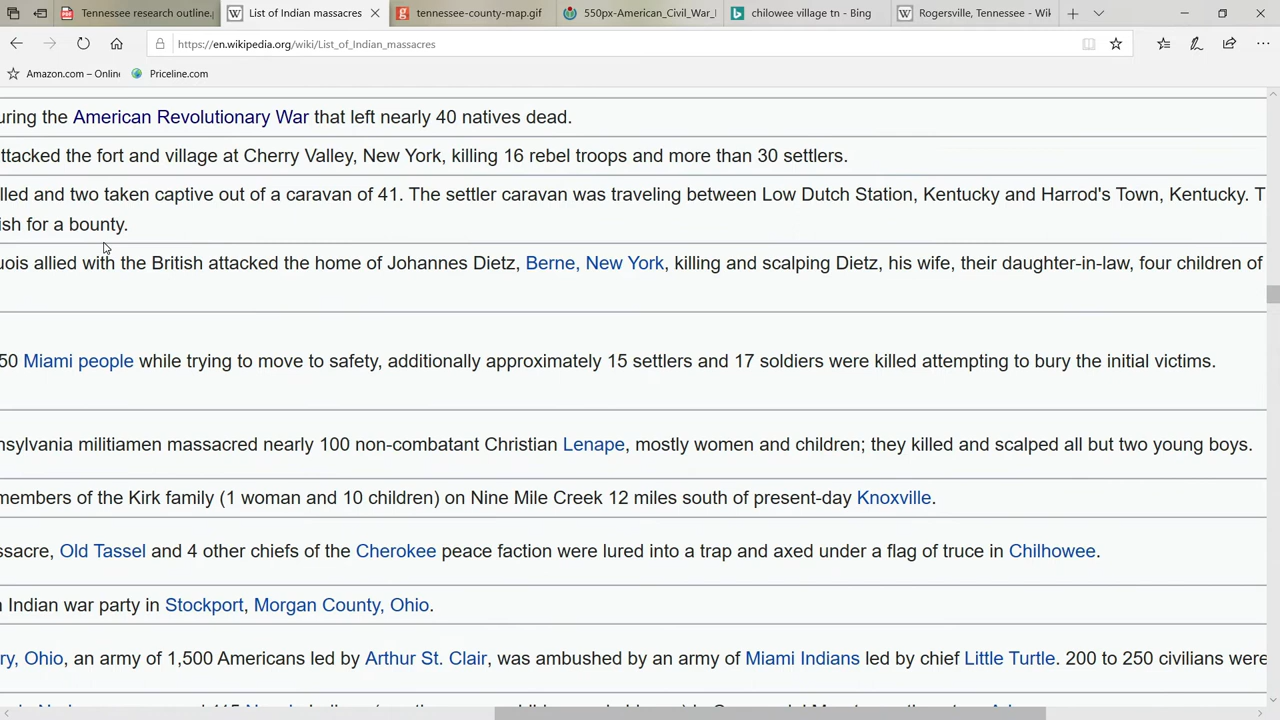 Tennessee research outline.
List of Indian massacres
tennessee-county-map.gif
550px-American_Civil_War_I
chilowee village tn - Bing
Rogersville, Tennessee - Wik
https://en.wikipedia.org/wiki/List_of_Indian_massacres
Amazon.com – Onlin
Priceline.com
uring the American Revolutionary War that left nearly 40 natives dead.
ttacked the fort and village at Cherry Valley, New York, killing 16 rebel troops and more than 30 settlers.
lled and two taken captive out of a caravan of 41. The settler caravan was traveling between Low Dutch Station, Kentucky and Harrod's Town, Kentucky. T
ish for a bounty.
uois allied with the British attacked the home of Johannes Dietz, Berne, New York, killing and scalping Dietz, his wife, their daughter-in-law, four children of
50 Miami people while trying to move to safety, additionally approximately 15 settlers and 17 soldiers were killed attempting to bury the initial victims.
nsylvania militiamen massacred nearly 100 non-combatant Christian Lenape, mostly women and children; they killed and scalped all but two young boys.
members of the Kirk family (1 woman and 10 children) on Nine Mile Creek 12 miles south of present-day Knoxville.
ssacre, Old Tassel and 4 other chiefs of the Cherokee peace faction were lured into a trap and axed under a flag of truce in Chilhowee.
n Indian war party in Stockport, Morgan County, Ohio.
ry, Ohio, an army of 1,500 Americans led by Arthur St. Clair, was ambushed by an army of Miami Indians led by chief Little Turtle. 200 to 250 civilians were